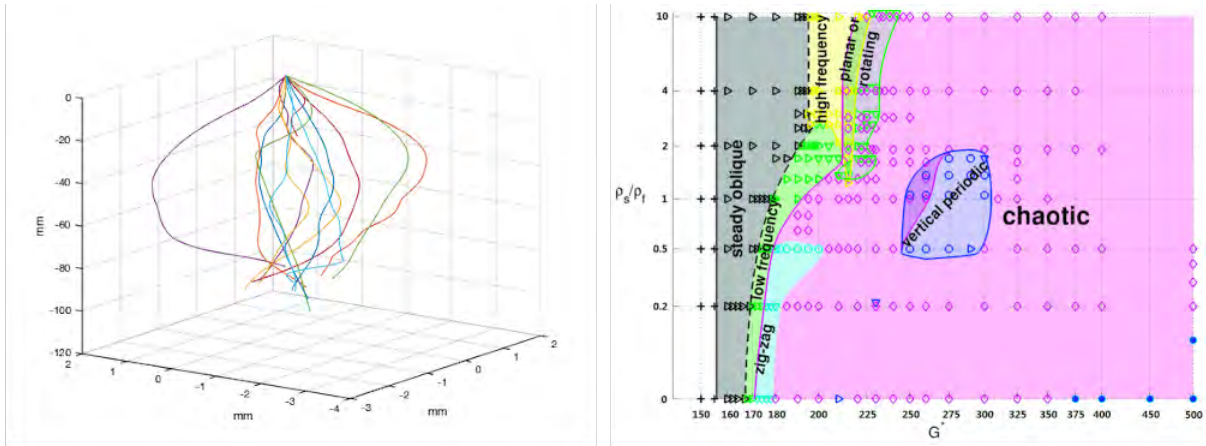 0
-20
-40
-60
-80
-100
-120
mm
2
1
0
-1
-2
-3
-4
mm
-3
-2
-1
0
1
2
mm
10
4
2
1
0.5
0.2
0
ρs/ρf
steady oblique
low frequency
zig-zag
high frequency
planar or
rotating
vertical periodic
chaotic
150 160 170 180 200 225 250 275 300 325 350 375 400 450 500
G*